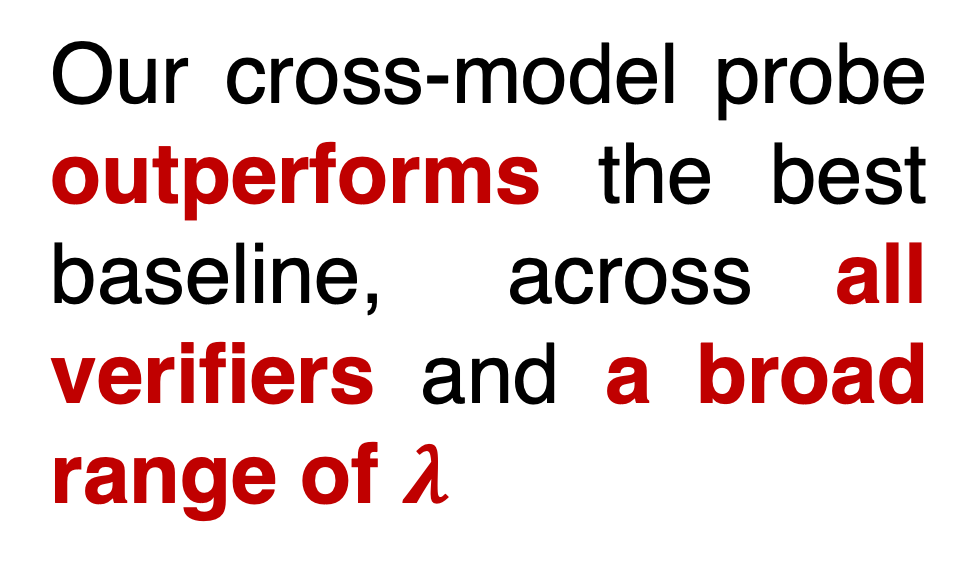 Our cross-model probe
outperforms the best
baseline, across all
verifiers and a broad
range of λ